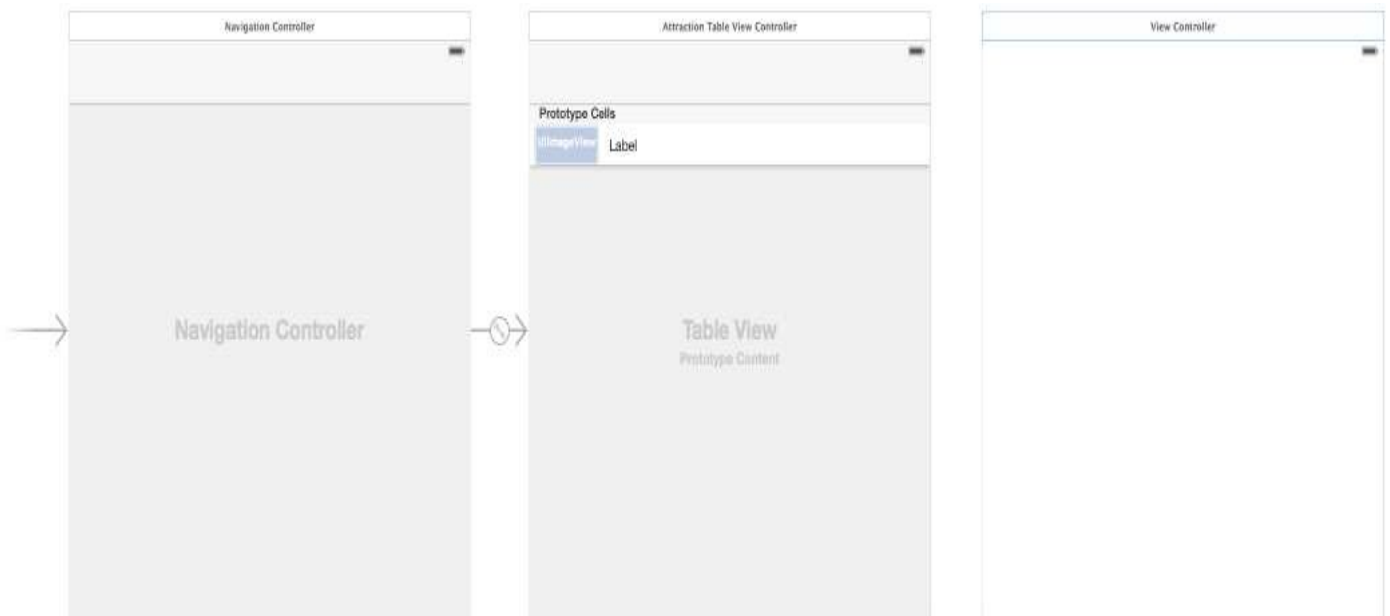 Navigation Controller
Attraction Table View Controller
View Controller
Prototype Cells
UIImageView
Label
Navigation Controller
Table View
Prototype Content